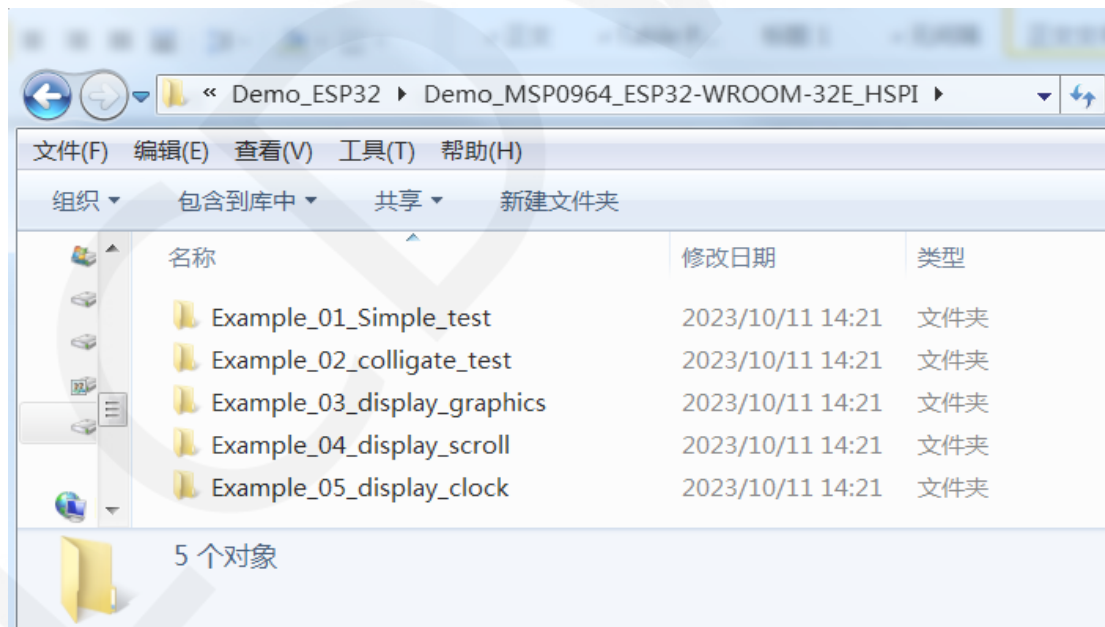 « Demo_ESP32 ▸ Demo_MSP0964_ESP32-WROOM-32E_HSPI ▸
文件(F) 编辑(E) 查看(V) 工具(T) 帮助(H)
组织 包含到库中 共享 新建文件夹
名称 修改日期 类型
Example_01_Simple_test 2023/10/11 14:21 文件夹
Example_02_colligate_test 2023/10/11 14:21 文件夹
Example_03_display_graphics 2023/10/11 14:21 文件夹
Example_04_display_scroll 2023/10/11 14:21 文件夹
Example_05_display_clock 2023/10/11 14:21 文件夹
5 个对象